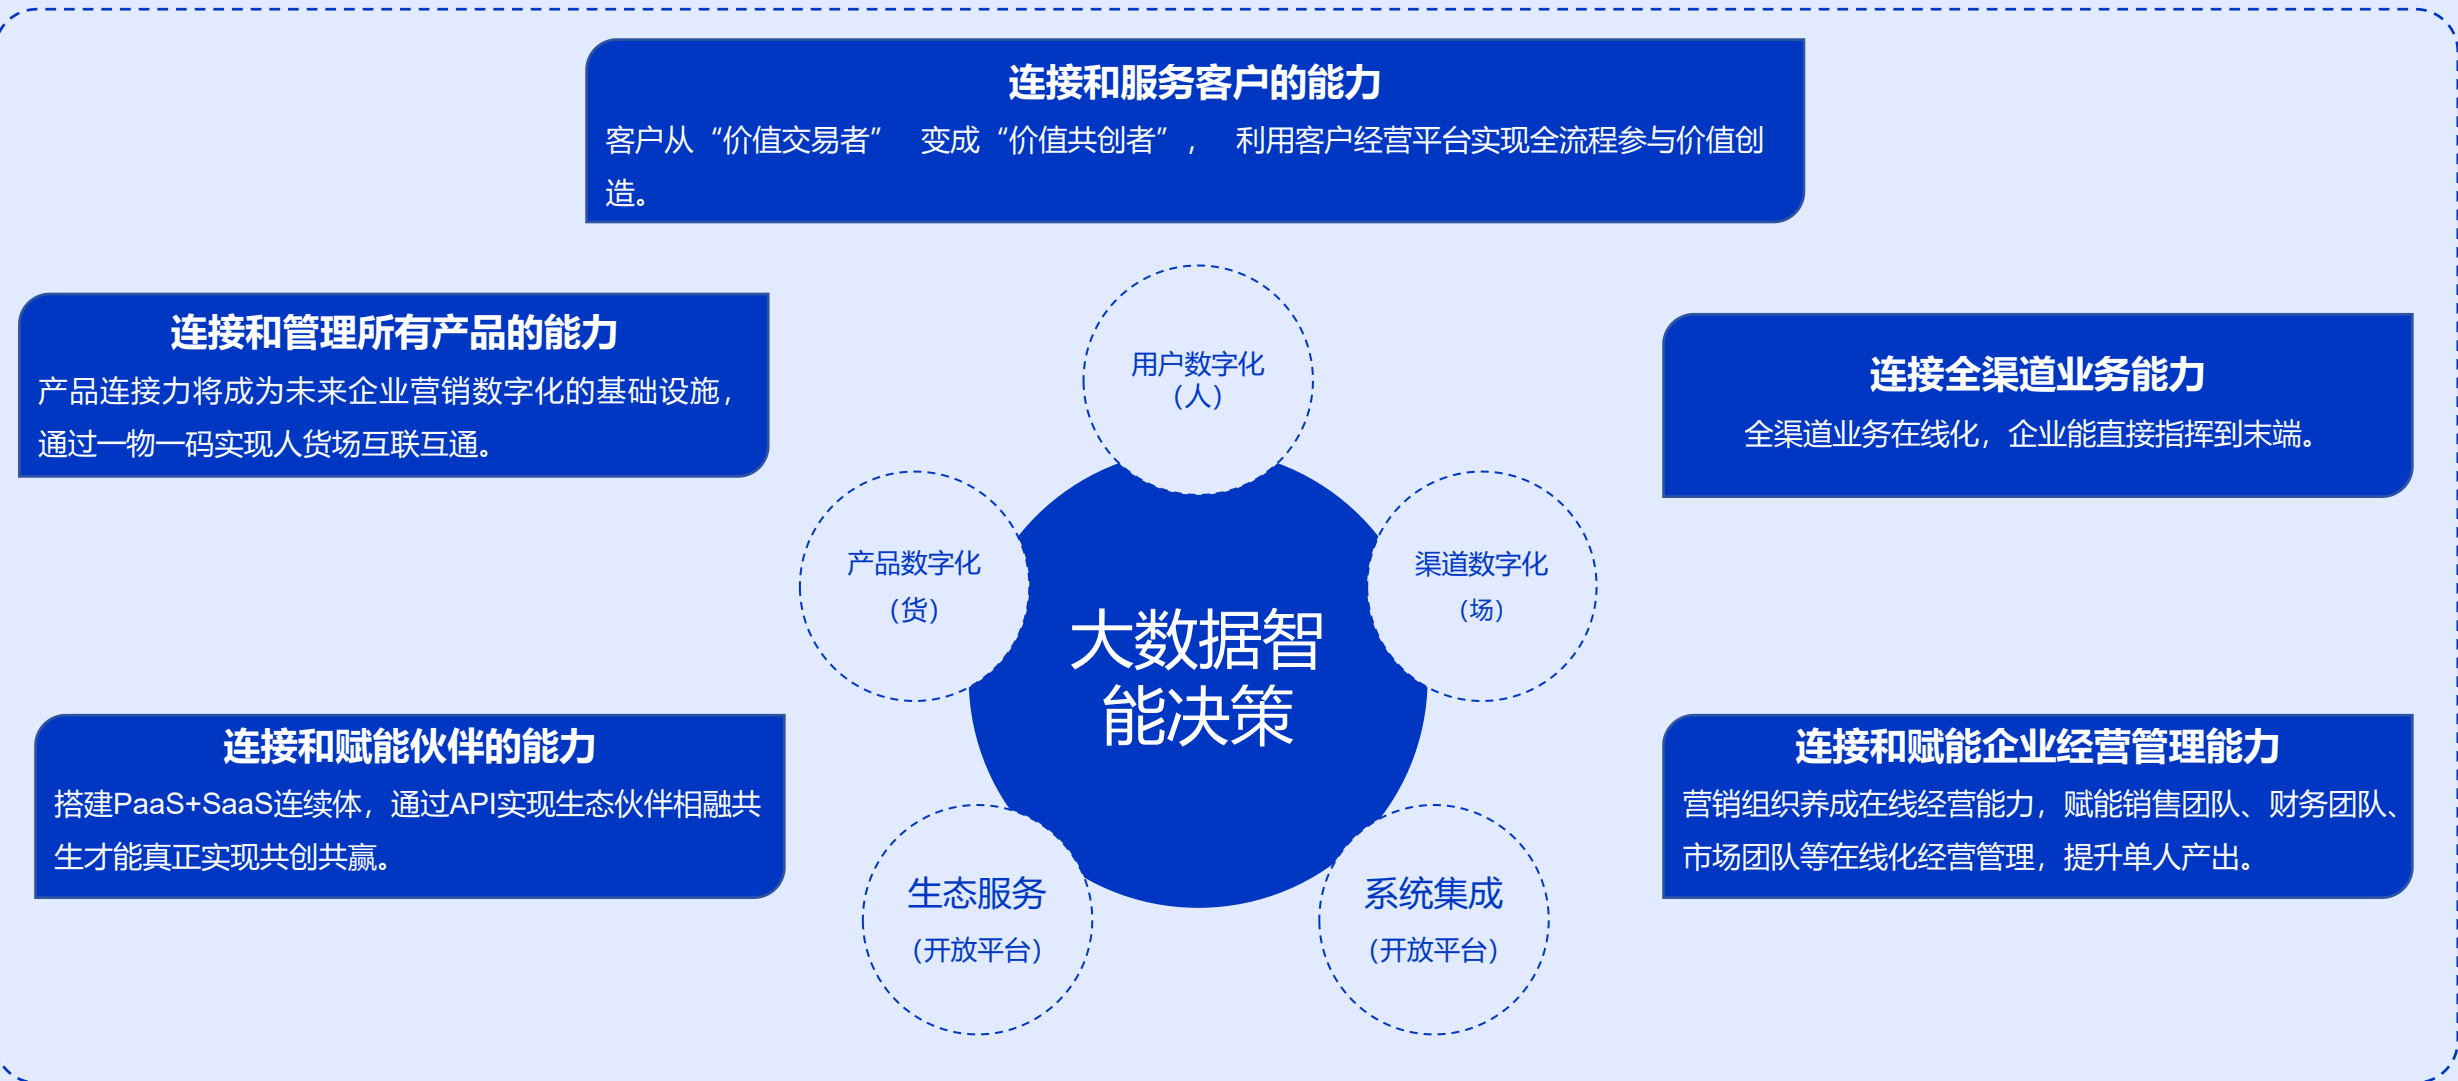 连接和服务客户的能力
客户从“价值交易者” 变成“价值共创者”, 利用客户经营平台实现全流程参与价值创
造。
连接和管理所有产品的能力
产品连接力将成为未来企业营销数字化的基础设施，
通过一物一码实现人货场互联互通。
连接全渠道业务能力
全渠道业务在线化，企业能直接指挥到末端。
用户数字化
（人）
产品数字化
（货）
渠道数字化
（场）
大数据智
能决策
连接和赋能伙伴的能力
搭建PaaS+SaaS连续体，通过API实现生态伙伴相融共
生才能真正实现共创共赢。
连接和赋能企业经营管理能力
营销组织养成在线经营能力，赋能销售团队、财务团队、
市场团队等在线化经营管理，提升单人产出。
生态服务
（开放平台）
系统集成
（开放平台）